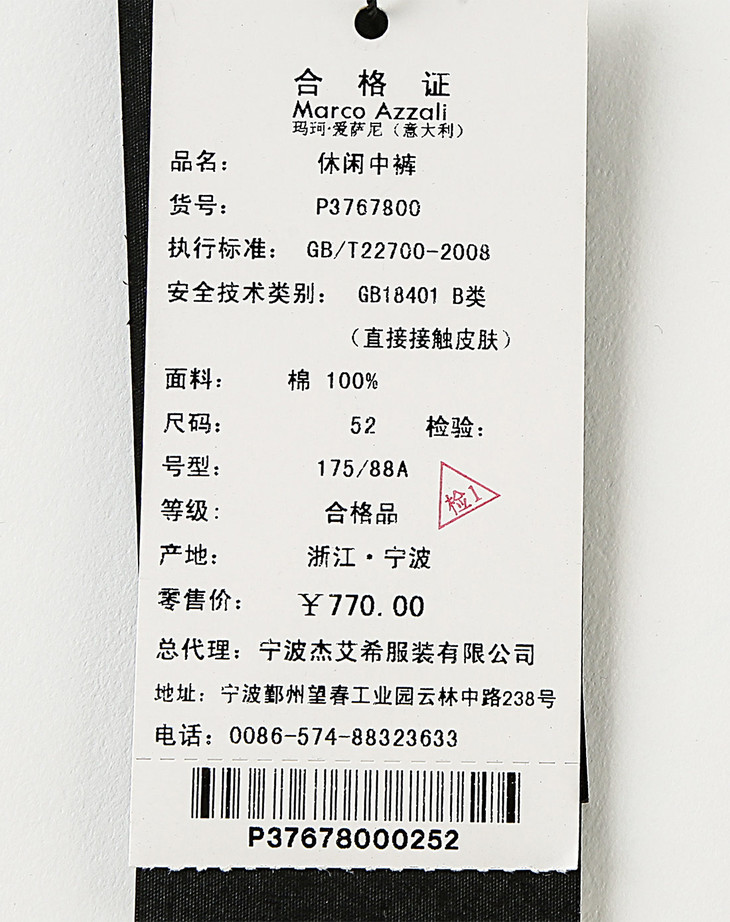 合格证
Marco Azzali
玛珂·爱萨尼（意大利）
品名： 休闲中裤
货号： P3767800
执行标准： GB/T22700-2008
安全技术类别： GB18401 B类
（直接接触皮肤）
面料： 棉 100%
尺码： 52 检验：
号型： 175/88A
检1
等级： 合格品
产地： 浙江·宁波
零售价： ￥770.00
总代理：宁波杰艾希服装有限公司
地址：宁波鄞州望春工业园云林中路238号
电话：0086-574-88323633
P37678000252